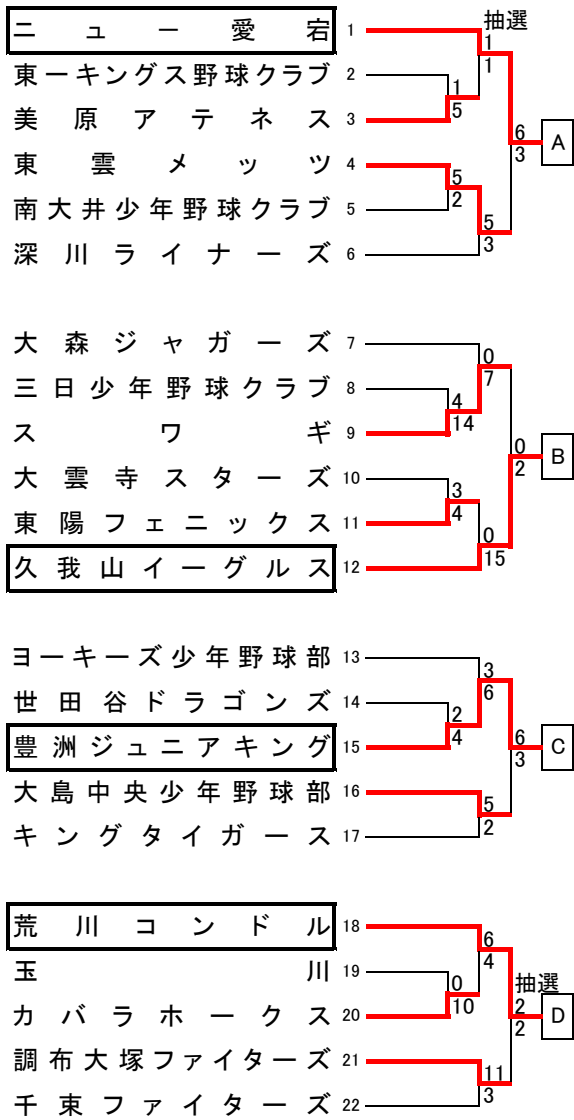 ニュー愛宕 1 抽選
1
1
東ーキングス野球クラブ 2
1
美原アテネス 3 5
6 A
3
東雲メッツ 4
5
南大井少年野球クラブ 5 2
5
深川ライナーズ 6 3
大森ジャガーズ 7
0
7
三日少年野球クラブ 8
4
スワギ 9 14
0 B
2
大雲寺スターズ 10
3
東陽フェニックス 11 4
0
久我山イーグルス 12 15
ヨーキーズ少年野球部 13
3
6
世田谷ドラゴンズ 14
2
豊洲ジュニアキング 15 4
6 C
3
大島中央少年野球部 16
5
キングタイガース 17 2
荒川コンドル 18
6
4
玉川 19
0 抽選
カバラホークス 20 10
2 D
2
調布大塚ファイターズ 21
11
千束ファイターズ 22 3